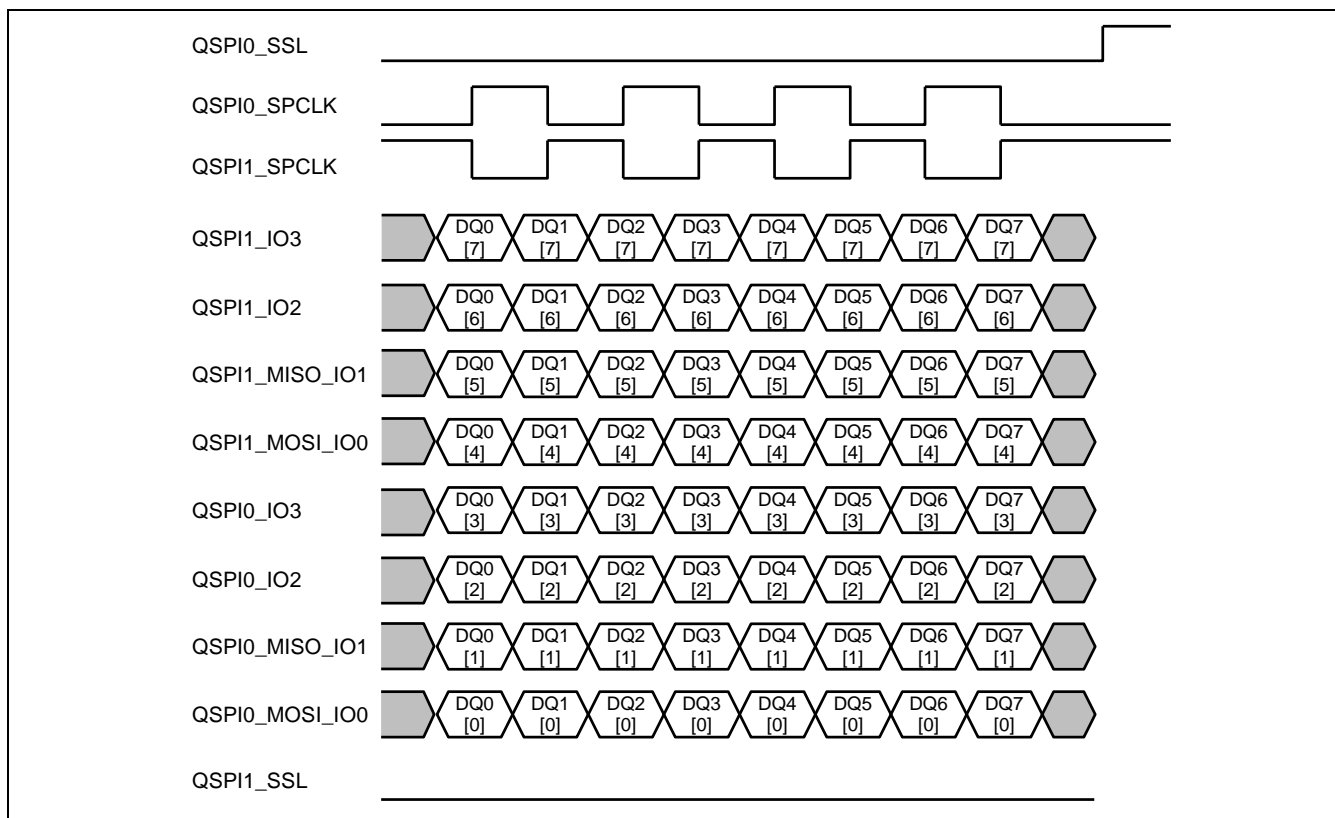 QSPI0_SSL
QSPI0_SPCLK
QSPI1_SPCLK
QSPI1_IO3
DQ0 DQ1 DQ2 DQ3 DQ4 DQ5 DQ6 DQ7
[7] [7] [7] [7] [7] [7] [7] [7]
QSPI1_IO2
DQ0 DQ1 DQ2 DQ3 DQ4 DQ5 DQ6 DQ7
[6] [6] [6] [6] [6] [6] [6] [6]
QSPI1_MISO_IO1
DQ0 DQ1 DQ2 DQ3 DQ4 DQ5 DQ6 DQ7
[5] [5] [5] [5] [5] [5] [5] [5]
QSPI1_MOSI_IO0
DQ0 DQ1 DQ2 DQ3 DQ4 DQ5 DQ6 DQ7
[4] [4] [4] [4] [4] [4] [4] [4]
QSPI0_IO3
DQ0 DQ1 DQ2 DQ3 DQ4 DQ5 DQ6 DQ7
[3] [3] [3] [3] [3] [3] [3] [3]
QSPI0_IO2
DQ0 DQ1 DQ2 DQ3 DQ4 DQ5 DQ6 DQ7
[2] [2] [2] [2] [2] [2] [2] [2]
QSPI0_MISO_IO1
DQ0 DQ1 DQ2 DQ3 DQ4 DQ5 DQ6 DQ7
[1] [1] [1] [1] [1] [1] [1] [1]
QSPI0_MOSI_IO0
DQ0 DQ1 DQ2 DQ3 DQ4 DQ5 DQ6 DQ7
[0] [0] [0] [0] [0] [0] [0] [0]
QSPI1_SSL